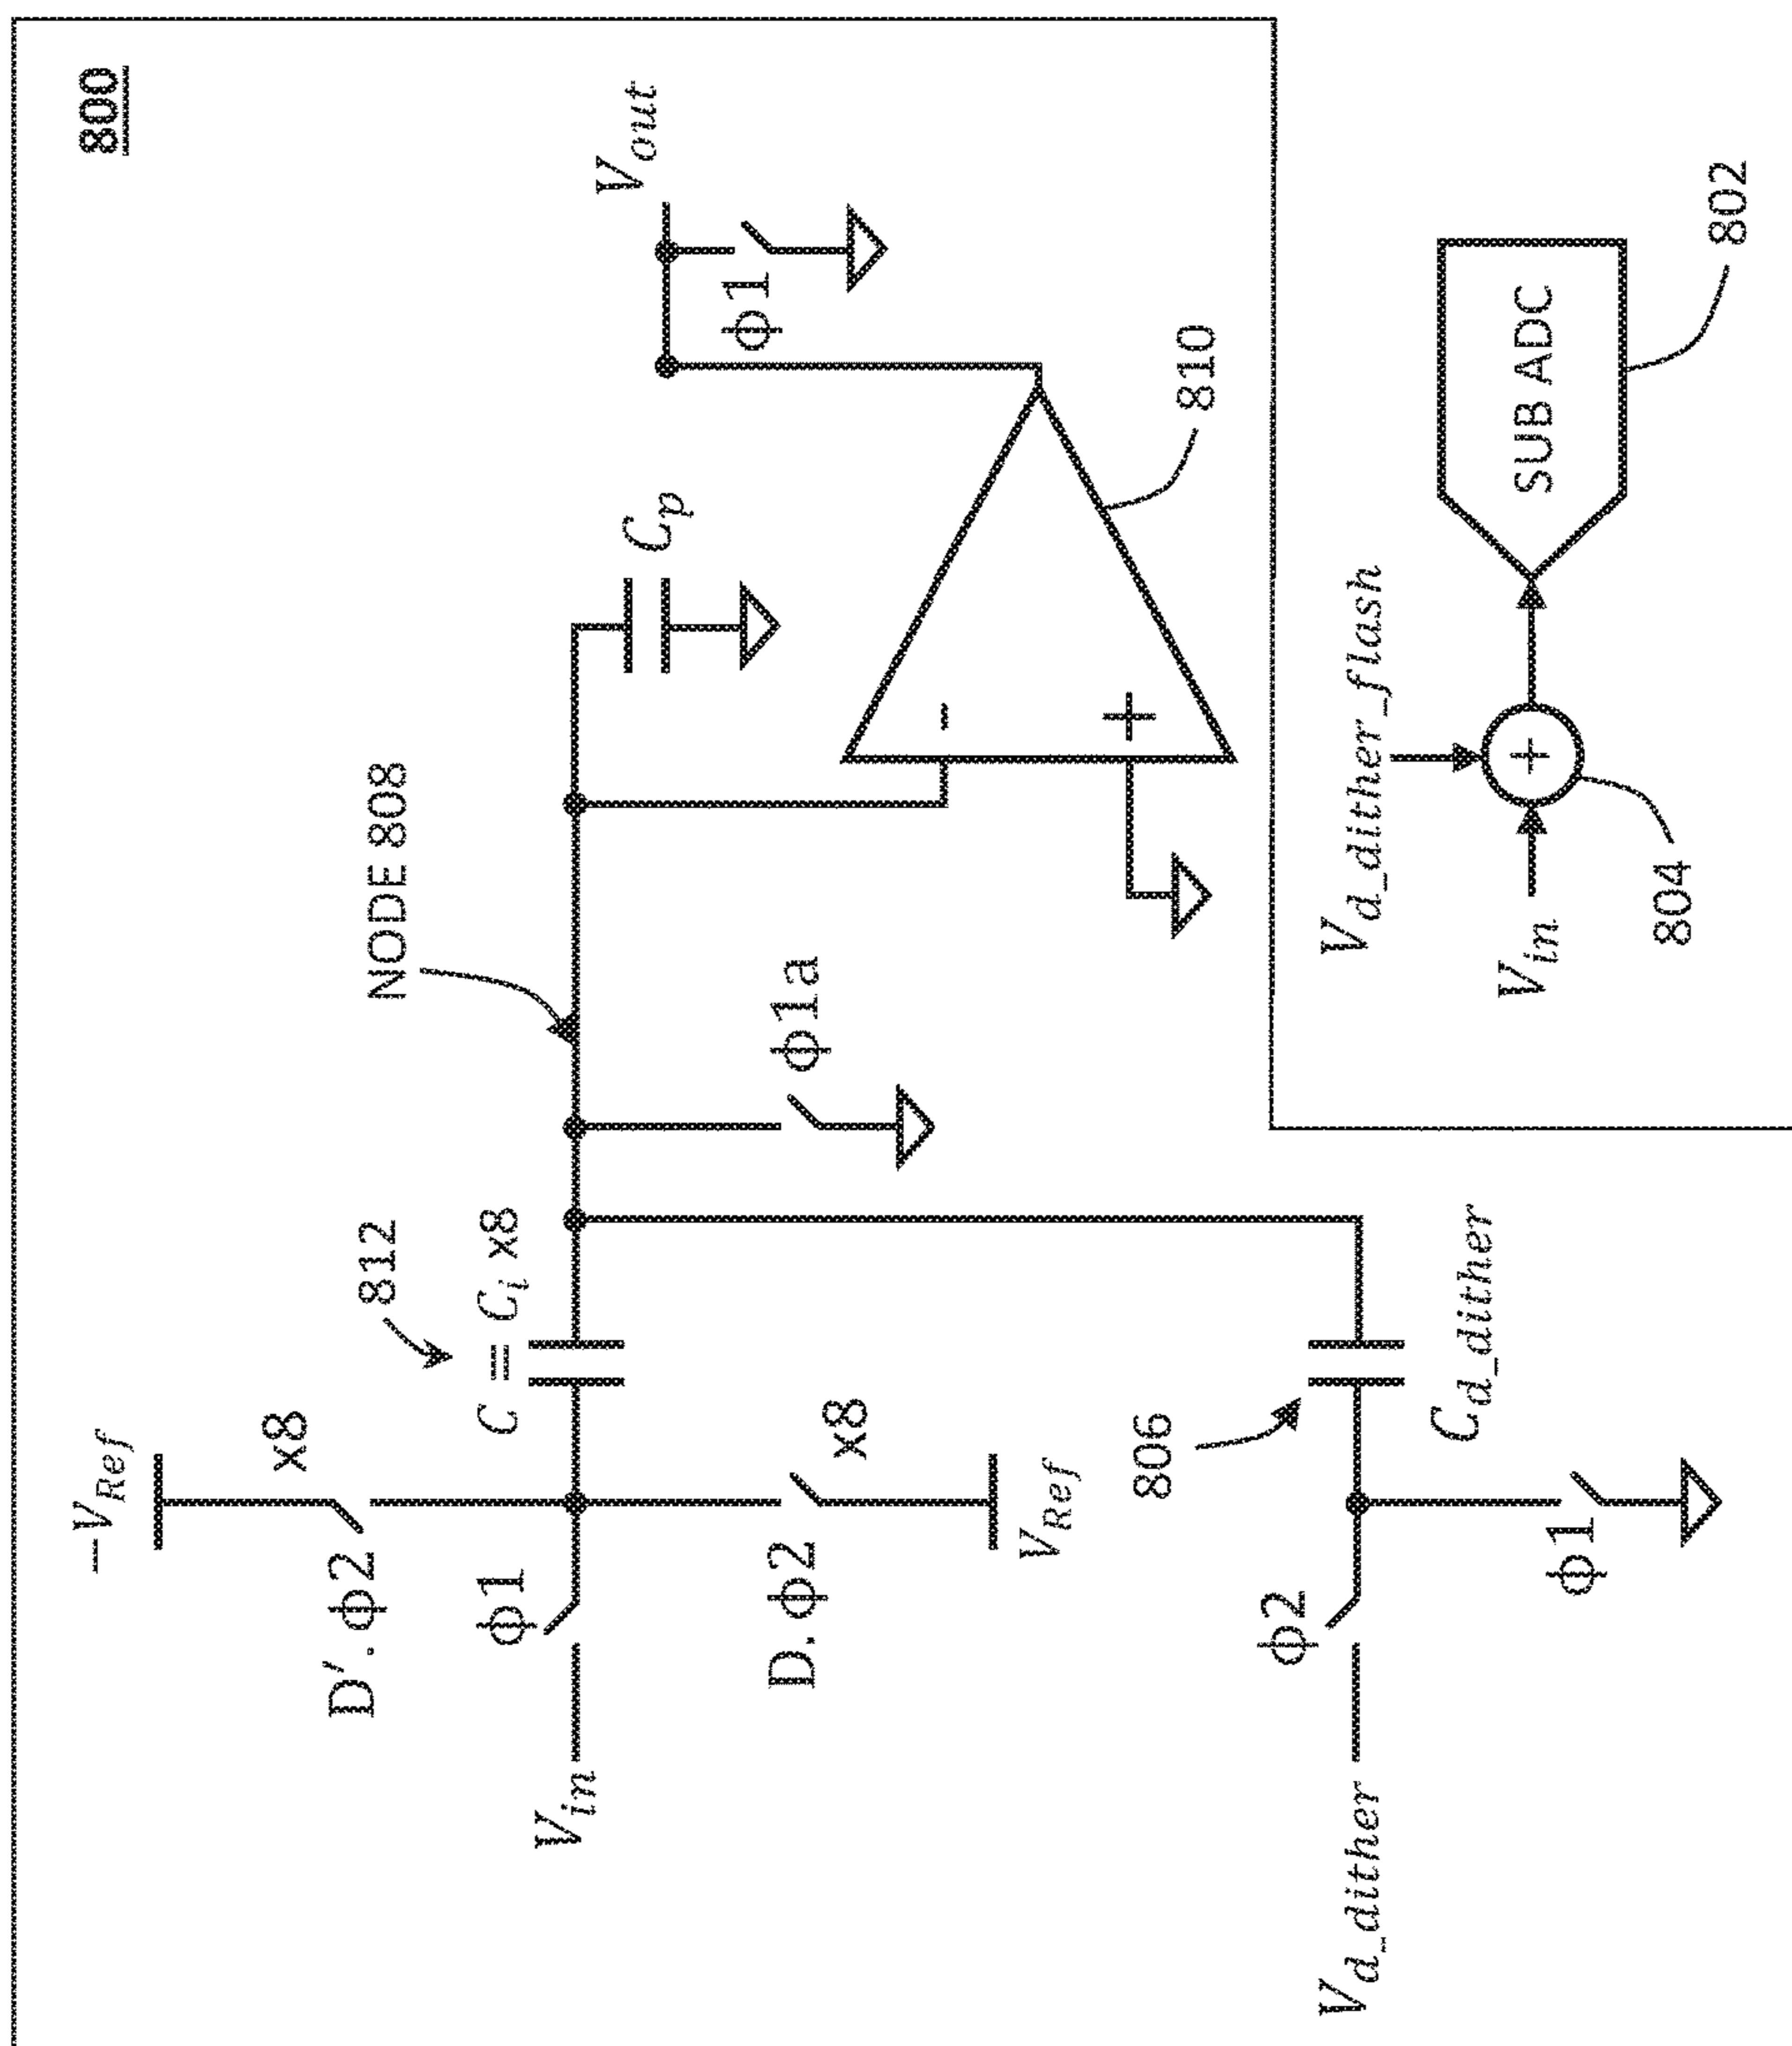 800
−V_Ref
x8
D'.ϕ2
812
C = C_i x8
NODE 808
ϕ1
V_in
D.ϕ2
x8
V_Ref
ϕ1a
C_p
-
+
810
V_out
ϕ1
806
ϕ2
V_d_dither
C_d_dither
ϕ1
V_d_dither_flash
V_in
+
804
SUB ADC
802